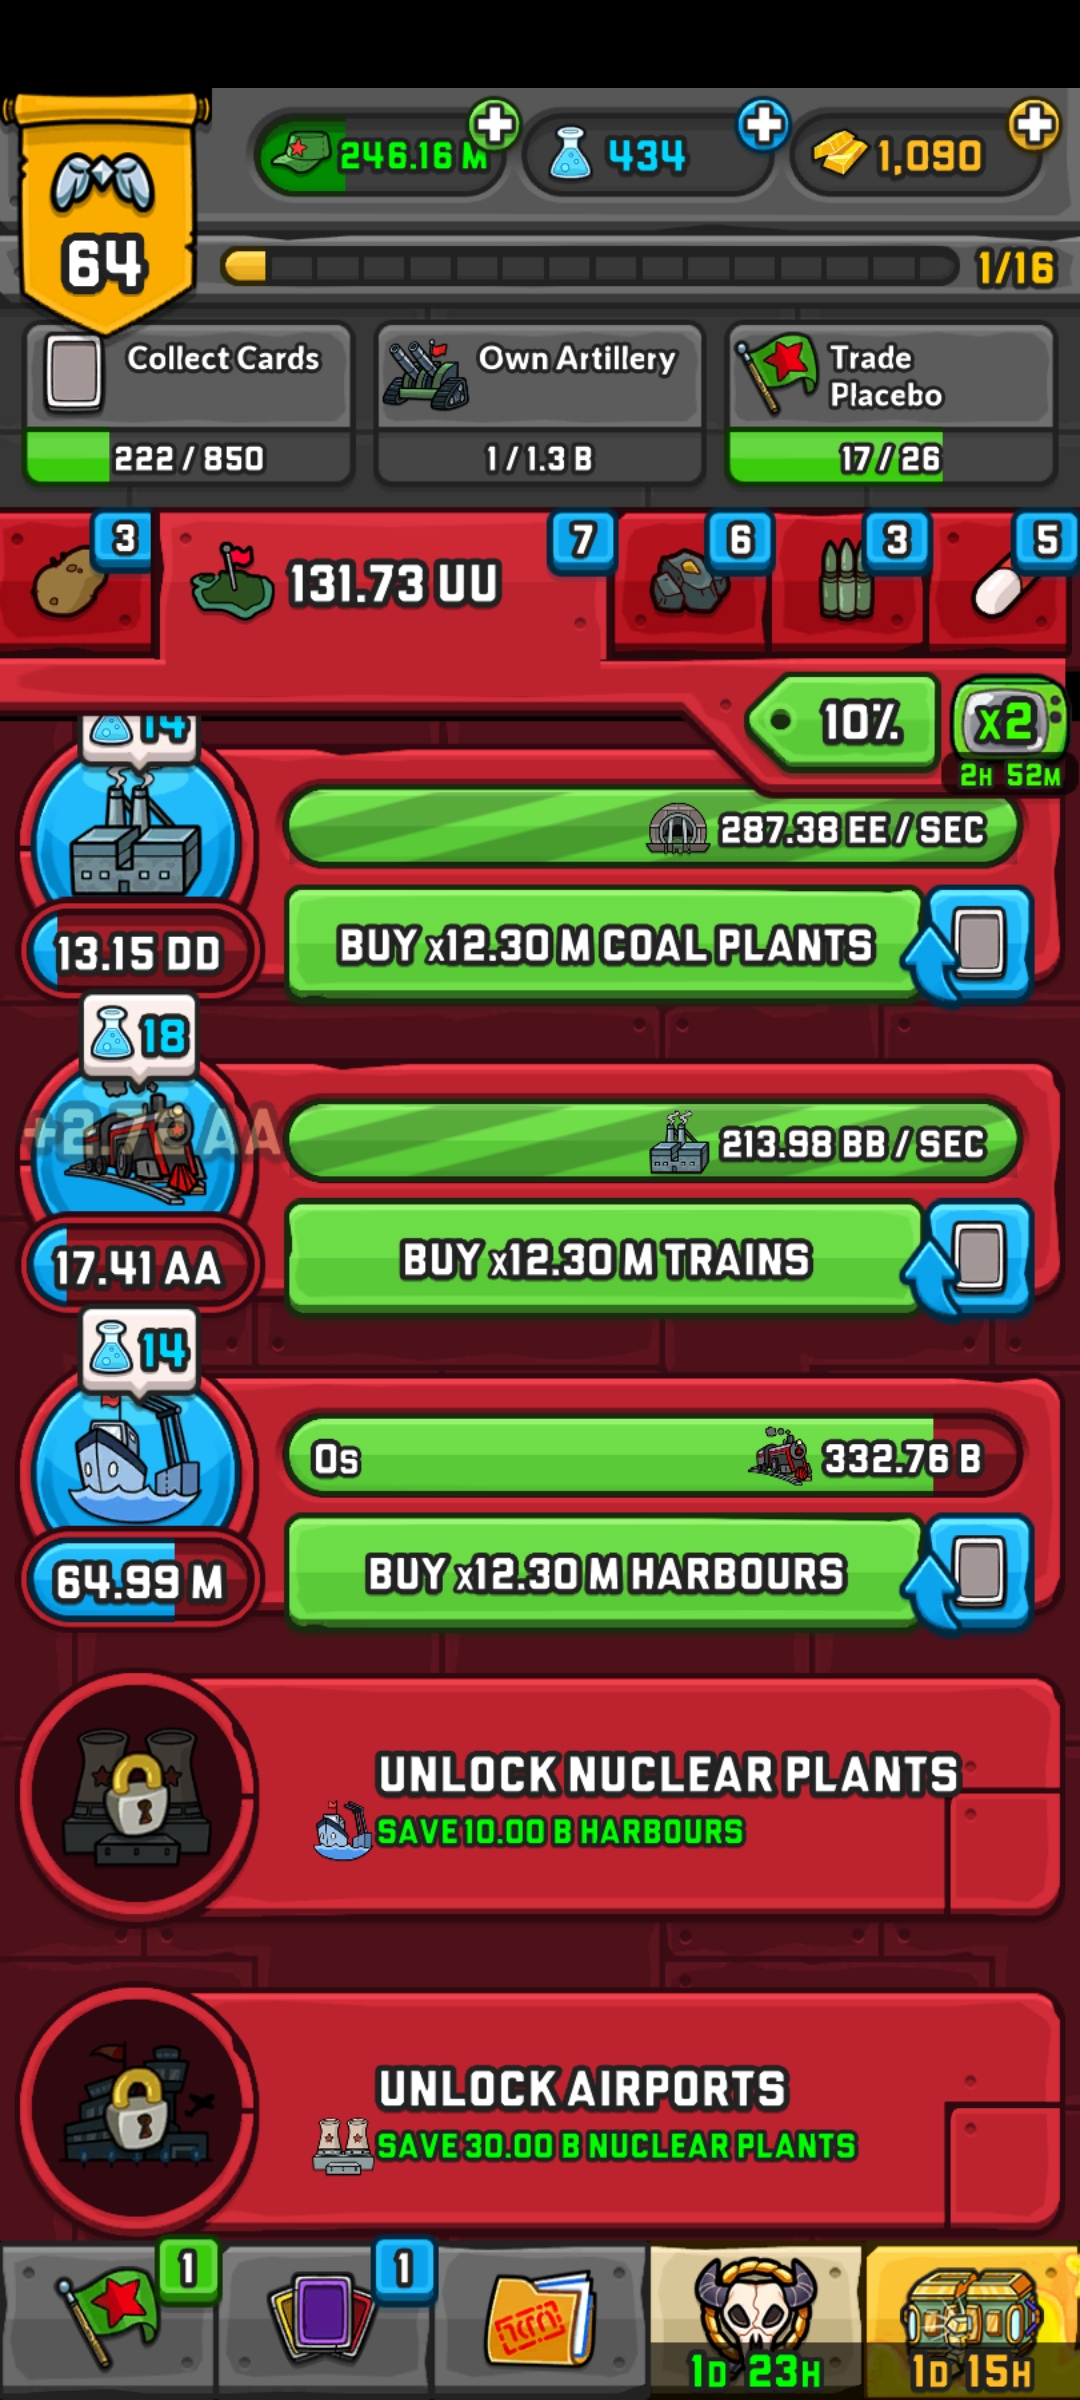 246.16 M
434
1,090
64
1/16
Collect Cards
222 / 850
Own Artillery
1 / 1.3 B
Trade
Placebo
17 / 26
3
131.73 UU
7
6
3
5
10%
X2
2H 52M
14
287.38 EE / SEC
BUY x12.30 M COAL PLANTS
13.15 DD
18
+2.72 AA
213.98 BB / SEC
BUY x12.30 M TRAINS
17.41 AA
14
0s
332.76 B
BUY x12.30 M HARBOURS
64.99 M
UNLOCK NUCLEAR PLANTS
SAVE 10.00 B HARBOURS
UNLOCK AIRPORTS
SAVE 30.00 B NUCLEAR PLANTS
1
1
1D 23H
1D 15H